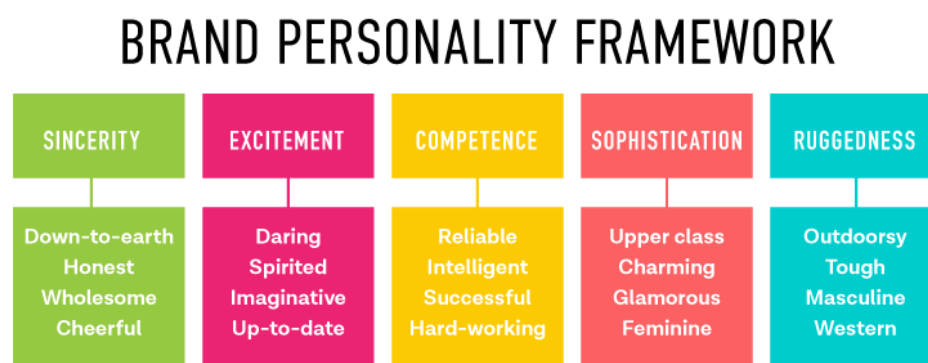 BRAND PERSONALITY FRAMEWORK
SINCERITY
Down-to-earth
Honest
Wholesome
Cheerful
EXCITEMENT
Daring
Spirited
Imaginative
Up-to-date
COMPETENCE
Reliable
Intelligent
Successful
Hard-working
SOPHISTICATION
Upper class
Charming
Glamorous
Feminine
RUGGEDNESS
Outdoorsy
Tough
Masculine
Western